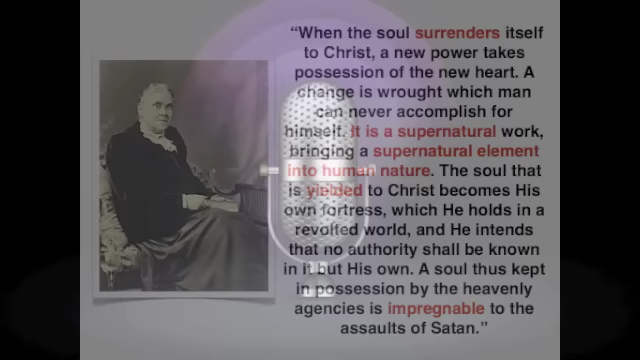 “When the soul surrenders itself
to Christ, a new power takes
possession of the new heart. A
change is wrought which man
can never accomplish for
himself. It is a supernatural work,
bringing a supernatural element
into human nature. The soul that
is yielded to Christ becomes His
own fortress, which He holds in a
revolted world, and He intends
that no authority shall be known
in it but His own. A soul thus kept
in possession by the heavenly
agencies is impregnable to the
assaults of Satan.”